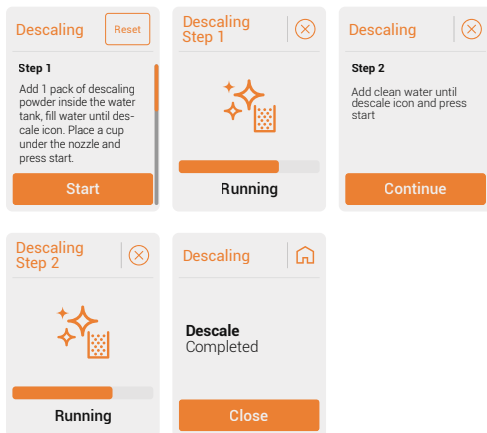 Descaling
Reset
Step 1
Add 1 pack of descaling
powder inside the water
tank, fill water until des-
cale icon. Place a cup
under the nozzle and
press start.
Start
Descaling
Step 1
Running
Descaling
Step 2
Add clean water until
descale icon and press
start
Continue
Descaling
Step 2
Running
Descaling
Descale
Completed
Close